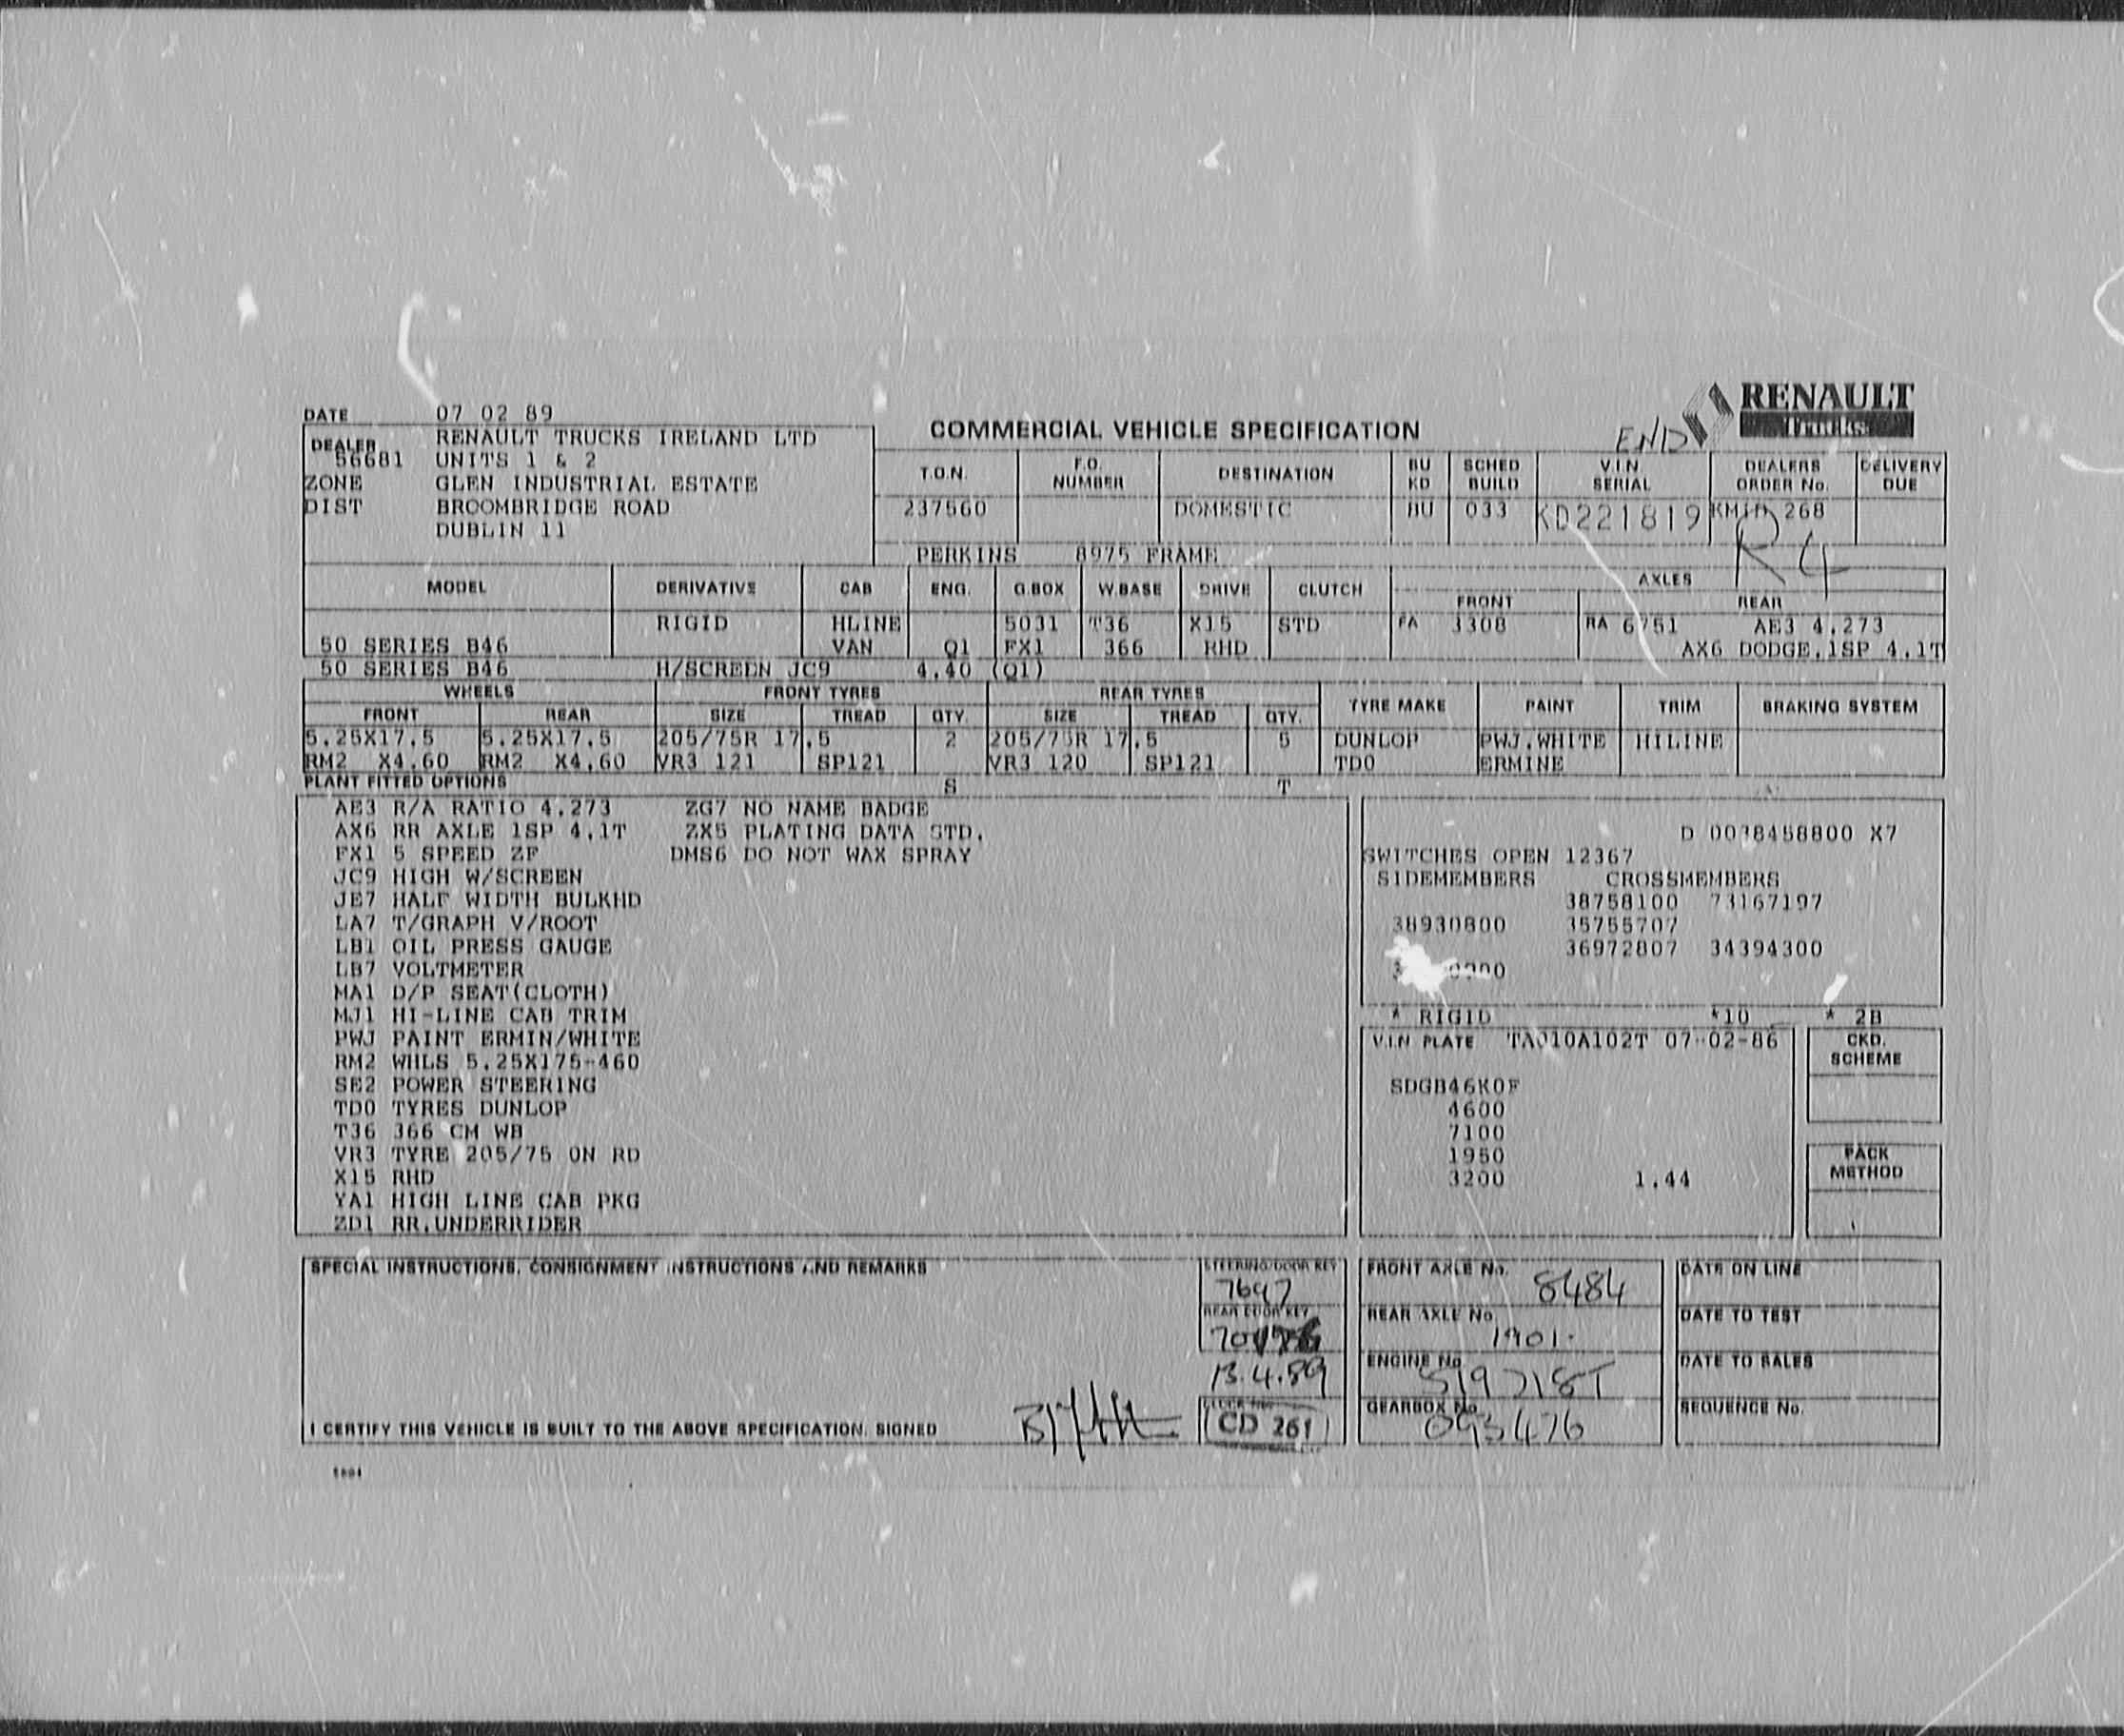 DATE 07 02 89
RENAULT
Trucks
END
COMMERCIAL VEHICLE SPECIFICATION
DEALER RENAULT TRUCKS IRELAND LTD
56681 UNITS 1 & 2
ZONE GLEN INDUSTRIAL ESTATE
DIST BROOMBRIDGE ROAD
DUBLIN 11
T.O.N. F.O. NUMBER DESTINATION BU KD SCHED BUILD V.I.N SERIAL DEALERS ORDER No. DELIVERY DUE
237560 DOMESTIC BU 033 KD221819 268
R4
PERKINS 8975 FRAME
MODEL DERIVATIVE CAB ENG. G.BOX W.BASE DRIVE CLUTCH AXLES
FRONT REAR
RIGID HLINE 5031 T36 X15 STD FA 3308 RA 6751 AE3 4.273
50 SERIES B46 VAN Q1 FX1 366 RHD AX6 DODGE,1SP 4.1T
50 SERIES B46 H/SCREEN JC9 4.40 (Q1)
WHEELS FRONT TYRES REAR TYRES TYRE MAKE PAINT TRIM BRAKING SYSTEM
FRONT REAR SIZE TREAD QTY. SIZE TREAD QTY.
5.25X17.5 5.25X17.5 205/75R 17.5 2 205/75R 17.5 5 DUNLOP PWJ.WHITE HILINE
RM2 X4.60 RM2 X4.60 VR3 121 SP121 VR3 120 SP121 TD0 ERMINE
PLANT FITTED OPTIONS S T
AE3 R/A RATIO 4.273 ZG7 NO NAME BADGE
AX6 RR AXLE 1SP 4.1T ZX5 PLATING DATA STD.
FX1 5 SPEED ZF DMS6 DO NOT WAX SPRAY
JC9 HIGH W/SCREEN
JE7 HALF WIDTH BULKHD
LA7 T/GRAPH V/ROOT
LB1 OIL PRESS GAUGE
LB7 VOLTMETER
MA1 D/P SEAT(CLOTH)
MJ1 HI-LINE CAB TRIM
PWJ PAINT ERMIN/WHITE
RM2 WHLS 5.25X175-460
SE2 POWER STEERING
TD0 TYRES DUNLOP
T36 366 CM WB
VR3 TYRE 205/75 ON RD
X15 RHD
YA1 HIGH LINE CAB PKG
ZD1 RR.UNDERRIDER
D 0038458800 X7
SWITCHES OPEN 12367
SIDEMEMBERS CROSSMEMBERS
38758100 73167197
38930800 35755707
36972807 34394300
* RIGID *10 * 2B
V.I.N PLATE TA010A102T 07-02-86 CKD. SCHEME
SDGB46K0F
4600
7100
1950
3200 1.44
PACK METHOD
SPECIAL INSTRUCTIONS, CONSIGNMENT INSTRUCTIONS AND REMARKS
STEERING/DOOR KEY
7697
REAR DOOR KEY
13.4.89
CD 261
FRONT AXLE No. 8484
REAR AXLE No. 1901.
ENGINE No.
GEARBOX No. 093476
DATE ON LINE
DATE TO TEST
DATE TO SALES
SEQUENCE No.
I CERTIFY THIS VEHICLE IS BUILT TO THE ABOVE SPECIFICATION. SIGNED